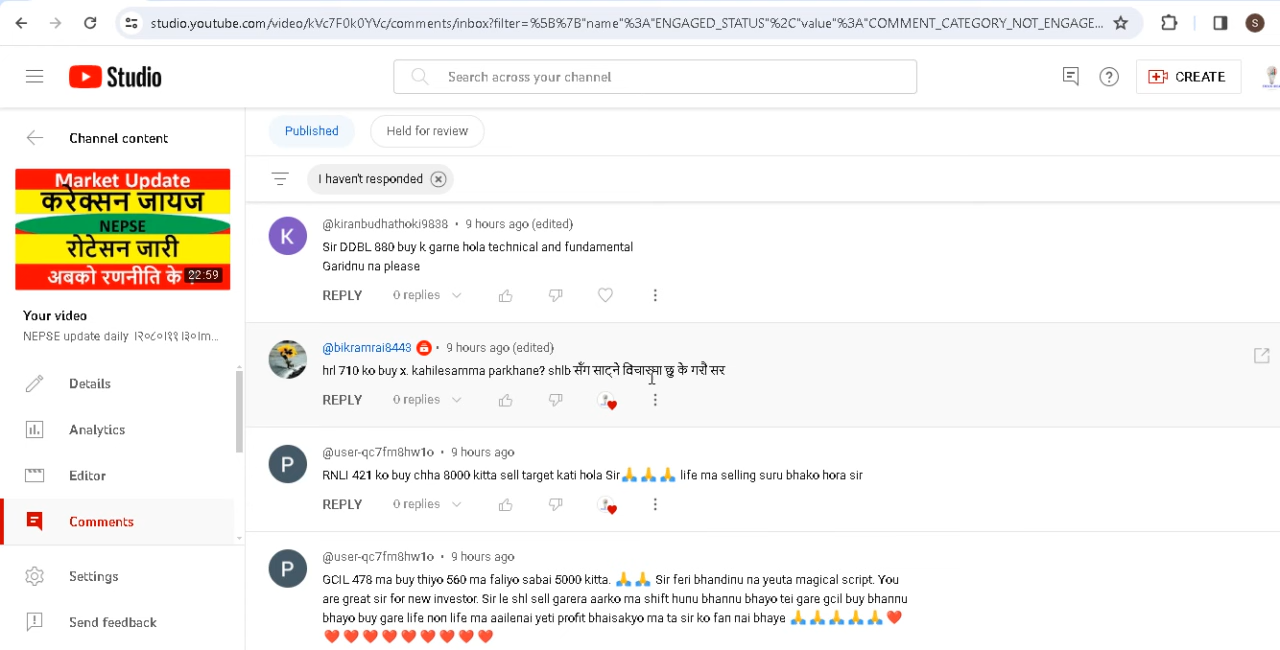 studio.youtube.com/video/kVc7F0k0YVc/comments/inbox?filter=%5B%7B"name"%3A"ENGAGED_STATUS"%2C"value"%3A"COMMENT_CATEGORY_NOT_ENGAGE...
S
Studio
Search across your channel
CREATE
Channel content
Published
Held for review
I haven't responded
Market Update
करेक्सन जायज
NEPSE
रोटेसन जारी
अबको रणनीति के
22:59
Your video
NEPSE update daily ।२०८०।११।३०।m...
Details
Analytics
Editor
Comments
Settings
Send feedback
K
@kiranbudhathoki9838 • 9 hours ago (edited)
Sir DDBL 880 buy k garne hola technical and fundamental
Garidnu na please
REPLY 0 replies
@bikramrai8443 • 9 hours ago (edited)
hrl 710 ko buy x. kahilesamma parkhane? shlb सँग साट्ने विचारमा छु के गरौं सर
REPLY 0 replies
P
@user-qc7fm8hw1o • 9 hours ago
RNLI 421 ko buy chha 8000 kitta sell target kati hola Sir🙏🙏🙏 life ma selling suru bhako hora sir
REPLY 0 replies
P
@user-qc7fm8hw1o • 9 hours ago
GCIL 478 ma buy thiyo 560 ma faliyo sabai 5000 kitta. 🙏🙏 Sir feri bhandinu na yeuta magical script. You
are great sir for new investor. Sir le shl sell garera aarko ma shift hunu bhannu bhayo tei gare gcil buy bhannu
bhayo buy gare life non life ma aailenai yeti profit bhaisakyo ma ta sir ko fan nai bhaye 🙏🙏🙏🙏🙏❤️
❤️❤️❤️❤️❤️❤️❤️❤️❤️